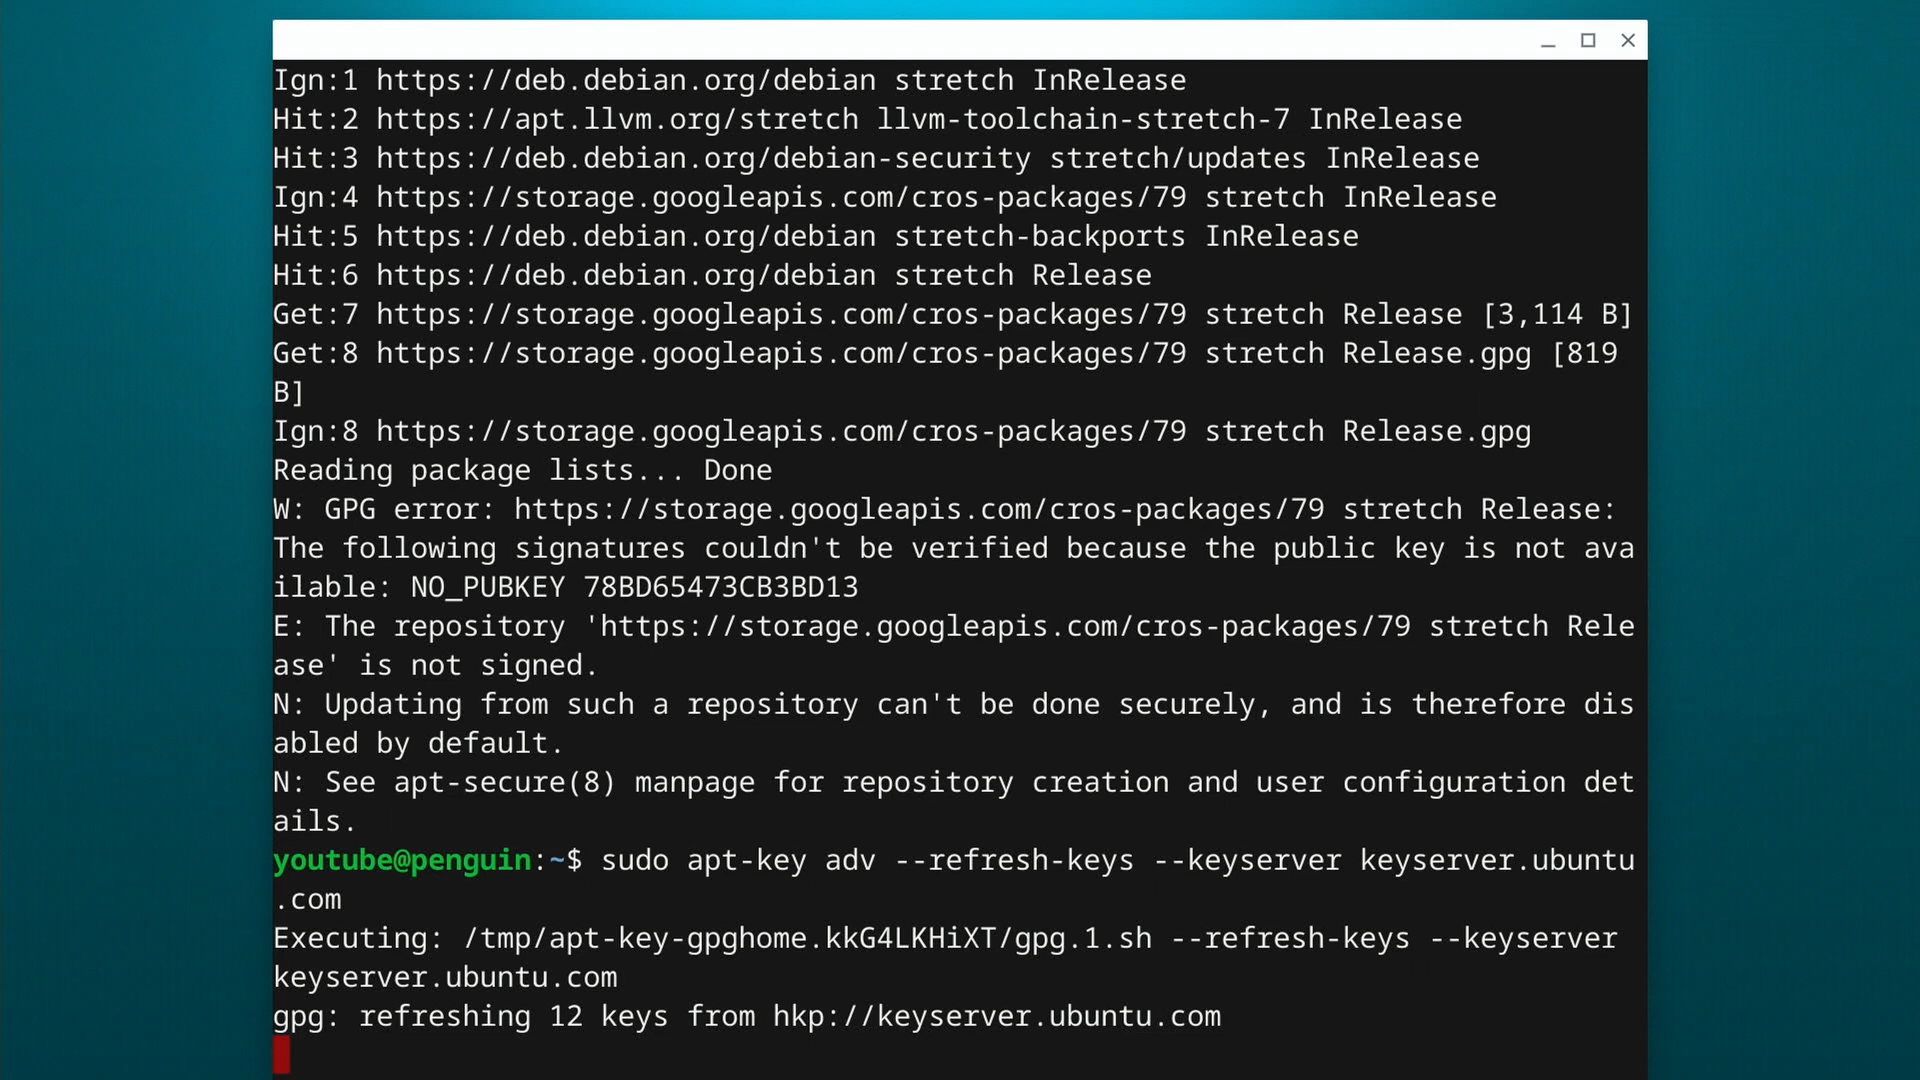 Ign:1 https://deb.debian.org/debian stretch InRelease
Hit:2 https://apt.llvm.org/stretch llvm-toolchain-stretch-7 InRelease
Hit:3 https://deb.debian.org/debian-security stretch/updates InRelease
Ign:4 https://storage.googleapis.com/cros-packages/79 stretch InRelease
Hit:5 https://deb.debian.org/debian stretch-backports InRelease
Hit:6 https://deb.debian.org/debian stretch Release
Get:7 https://storage.googleapis.com/cros-packages/79 stretch Release [3,114 B]
Get:8 https://storage.googleapis.com/cros-packages/79 stretch Release.gpg [819
B]
Ign:8 https://storage.googleapis.com/cros-packages/79 stretch Release.gpg
Reading package lists... Done
W: GPG error: https://storage.googleapis.com/cros-packages/79 stretch Release:
The following signatures couldn't be verified because the public key is not ava
ilable: NO_PUBKEY 78BD65473CB3BD13
E: The repository 'https://storage.googleapis.com/cros-packages/79 stretch Rele
ase' is not signed.
N: Updating from such a repository can't be done securely, and is therefore dis
abled by default.
N: See apt-secure(8) manpage for repository creation and user configuration det
ails.
youtube@penguin:~$ sudo apt-key adv --refresh-keys --keyserver keyserver.ubuntu
.com
Executing: /tmp/apt-key-gpghome.kkG4LKHiXT/gpg.1.sh --refresh-keys --keyserver
keyserver.ubuntu.com
gpg: refreshing 12 keys from hkp://keyserver.ubuntu.com